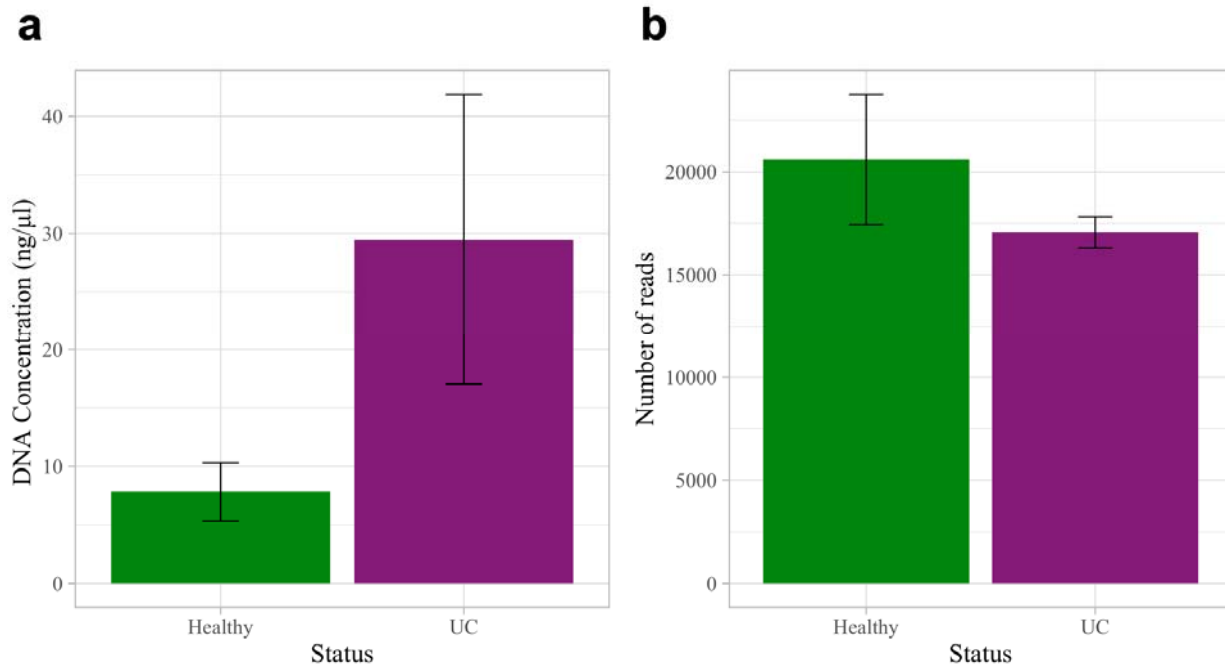 a
DNA Concentration (ng/µl)
40
30
20
10
0
Healthy
UC
Status
b
Number of reads
20000
15000
10000
5000
0
Healthy
UC
Status